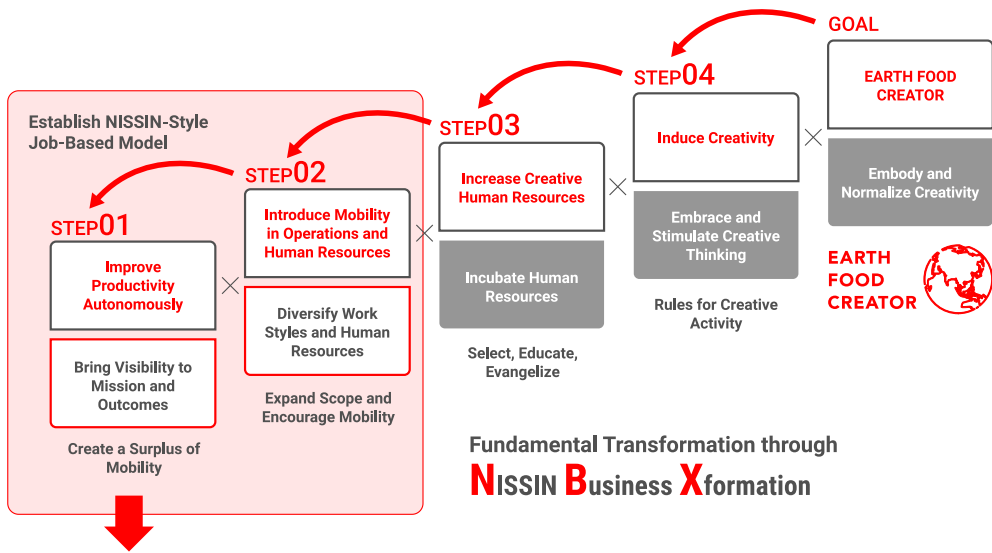 Establish NISSIN-Style
Job-Based Model
STEP01
Improve
Productivity
Autonomously
Bring Visibility to
Mission and
Outcomes
Create a Surplus of
Mobility
STEP02
Introduce Mobility
in Operations and
Human Resources
Diversify Work
Styles and Human
Resources
Expand Scope and
Encourage Mobility
STEP03
Increase Creative
Human Resources
Incubate Human
Resources
Select, Educate,
Evangelize
STEP04
Induce Creativity
Embrace and
Stimulate Creative
Thinking
Rules for Creative
Activity
GOAL
EARTH FOOD
CREATOR
Embody and
Normalize Creativity
EARTH
FOOD
CREATOR
Fundamental Transformation through
NISSIN Business Xformation